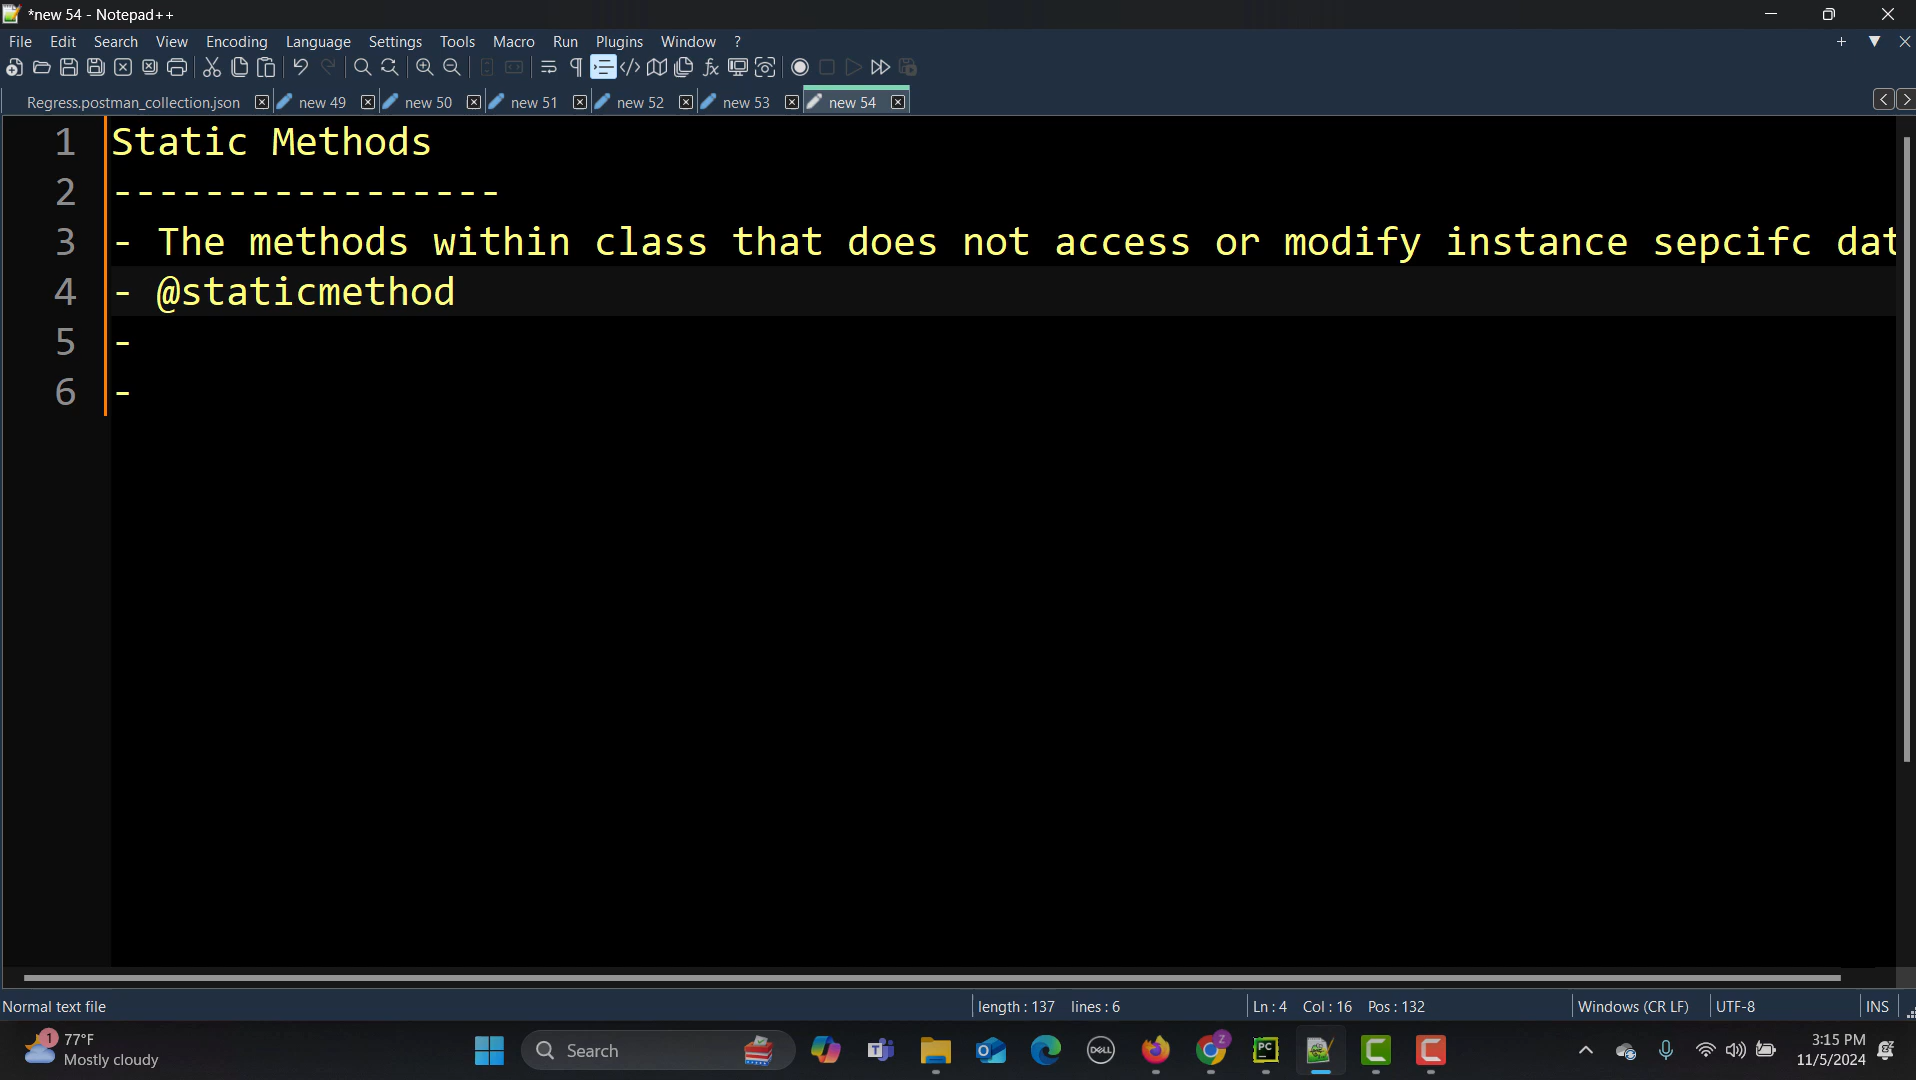 *new 54 - Notepad++
File Edit Search View Encoding Language Settings Tools Macro Run Plugins Window ?
Regress.postman_collection.json new 49 new 50 new 51 new 52 new 53 new 54
1 Static Methods
2 -----------------
3 - The methods within class that does not access or modify instance sepcifc dat
4 - @staticmethod
5 -
6 -
Normal text file length : 137 lines : 6 Ln : 4 Col : 16 Pos : 132 Windows (CR LF) UTF-8 INS
1 77°F
Mostly cloudy
Search
DELL
Z
PC
3:15 PM
11/5/2024